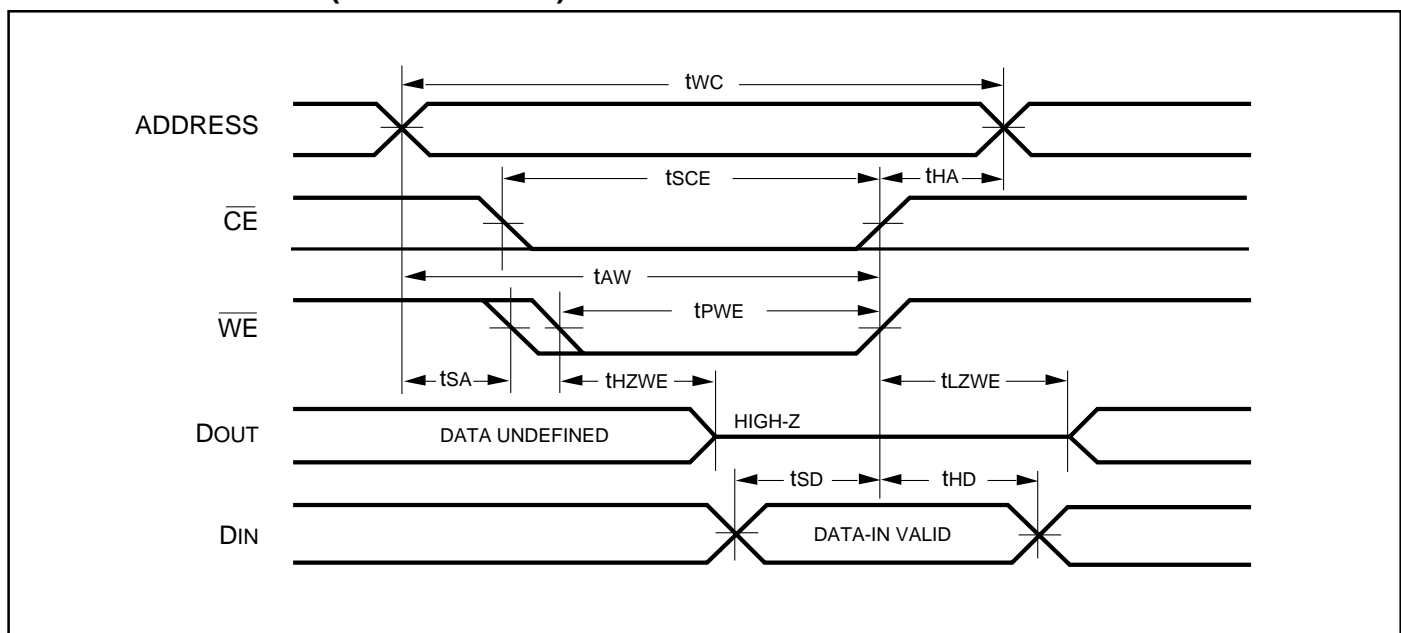 tWC
ADDRESS
tSCE
tHA
CE
tAW
tPWE
WE
tSA
tHZWE
tLZWE
DOUT
DATA UNDEFINED
HIGH-Z
tSD
tHD
DIN
DATA-IN VALID